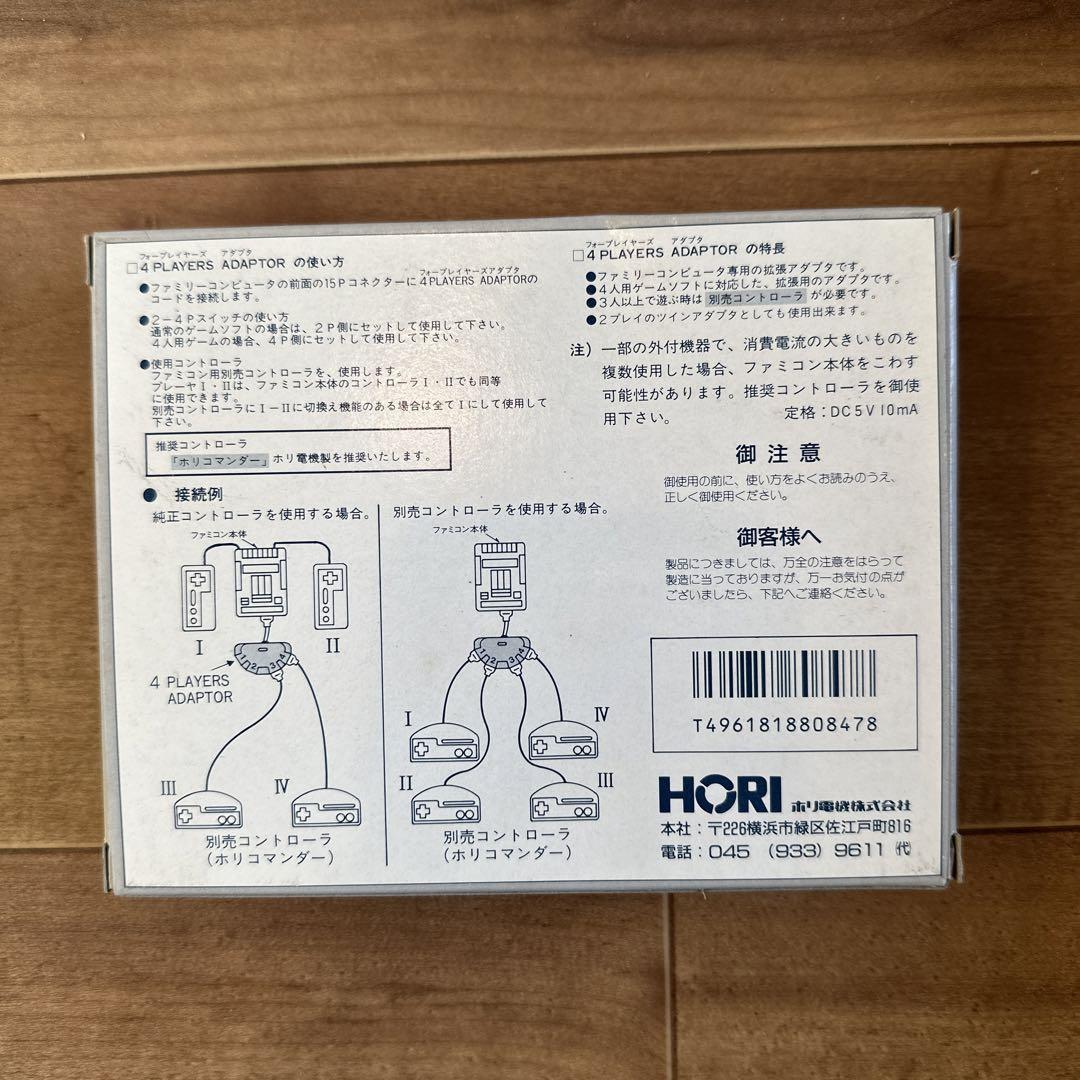 フォープレイヤーズ アダプタ
□4 PLAYERS ADAPTOR の使い方
フォープレイヤーズアダプタ
●ファミリーコンピュータの前面の15Pコネクターに4 PLAYERS ADAPTORの
コードを接続します。
●2-4Pスイッチの使い方
通常のゲームソフトの場合は、2P側にセットして使用して下さい。
4人用ゲームの場合、4P側にセットして使用して下さい。
●使用コントローラ
ファミコン用別売コントローラを、使用します。
プレーヤI・IIは、ファミコン本体のコントローラI・IIでも同等
に使用できます。
別売コントローラにI-IIに切換え機能のある場合は全てIにして使用して
下さい。
推奨コントローラ
「ホリコマンダー」ホリ電機製を推奨いたします。
● 接続例
純正コントローラを使用する場合。
ファミコン本体
I
II
1 2 3 4
4 PLAYERS
ADAPTOR
III
IV
別売コントローラ
(ホリコマンダー)
別売コントローラを使用する場合。
ファミコン本体
1 2 3 4
I
IV
II
III
別売コントローラ
(ホリコマンダー)
フォープレイヤーズ アダプタ
□4 PLAYERS ADAPTOR の特長
●ファミリーコンピュータ専用の拡張アダプタです。
●4人用ゲームソフトに対応した、拡張用のアダプタです。
●3人以上で遊ぶ時は 別売コントローラ が必要です。
●2プレイのツインアダプタとしても使用出来ます。
注)一部の外付機器で、消費電流の大きいものを
複数使用した場合、ファミコン本体をこわす
可能性があります。推奨コントローラを御使
用下さい。 定格:DC5V10mA
御注意
御使用の前に、使い方をよくお読みのうえ、
正しく御使用ください。
御客様へ
製品につきましては、万全の注意をはらって
製造に当っておりますが、万一お気付の点が
ございましたら、下記へご連絡ください。
T4961818808478
HORI ホリ電機株式会社
本社:〒226横浜市緑区佐江戸町816
電話:045 (933) 9611 (代)